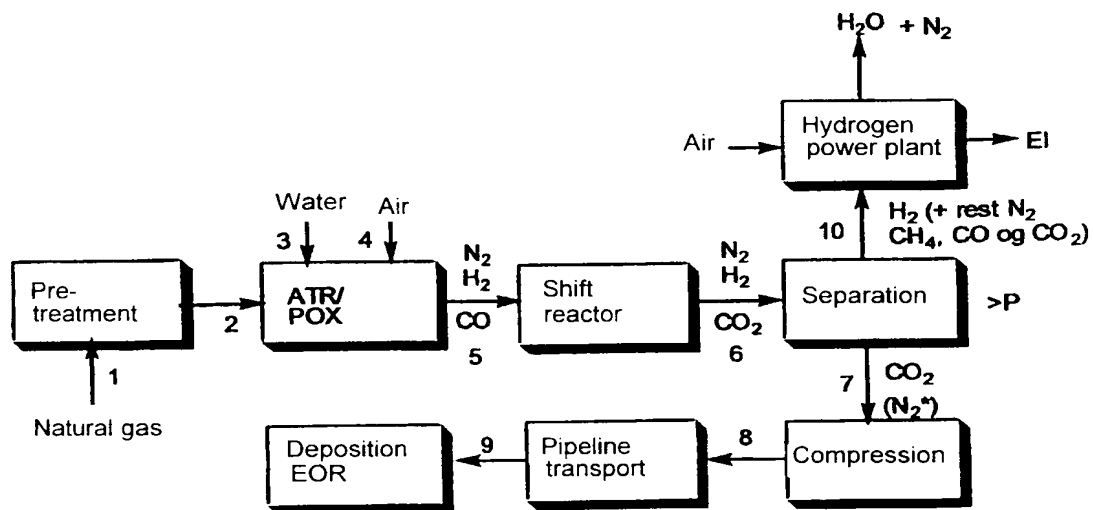 H₂O + N₂
Hydrogen
power plant
Air
El
Water
Air
3
4
N₂
H₂
N₂
H₂
10
H₂ (+ rest N₂
CH₄, CO og CO₂)
Pre-
treatment
ATR/
POX
Shift
reactor
Separation
>P
2
CO
5
CO₂
6
1
7
CO₂
(N₂*)
Natural gas
Deposition
EOR
9
Pipeline
transport
8
Compression